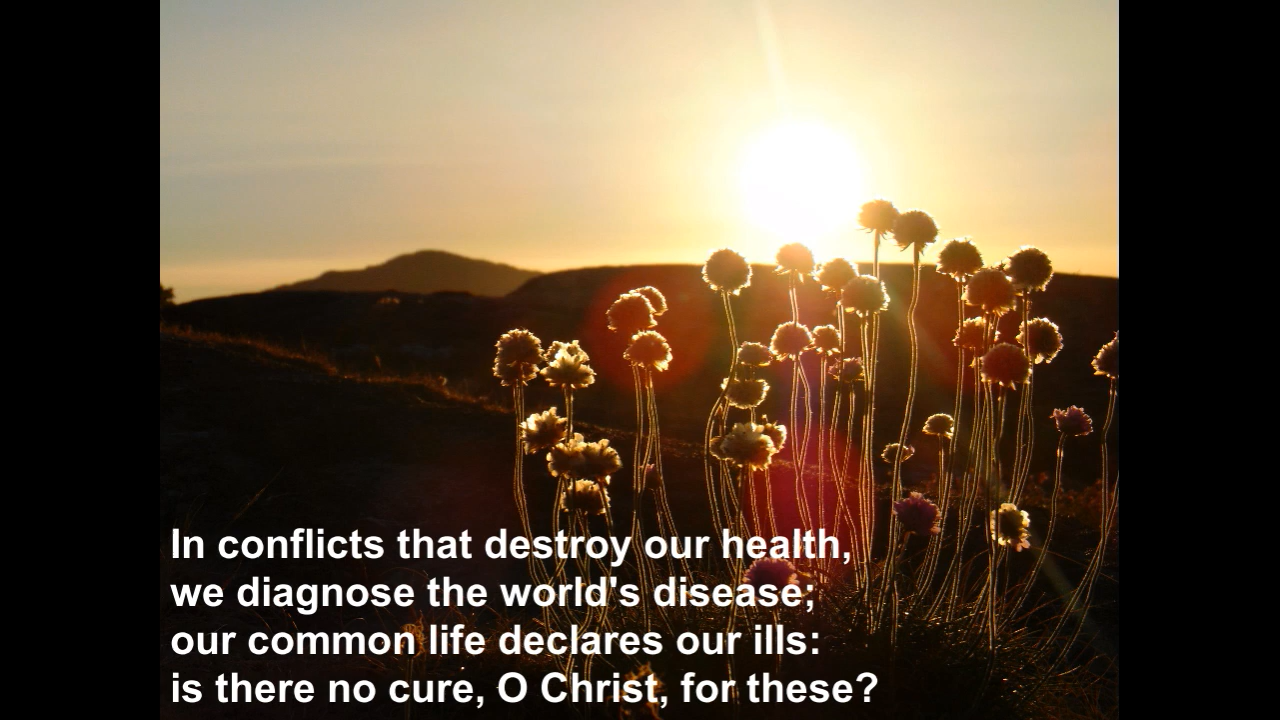 In conflicts that destroy our health,
we diagnose the world's disease;
our common life declares our ills:
is there no cure, O Christ, for these?